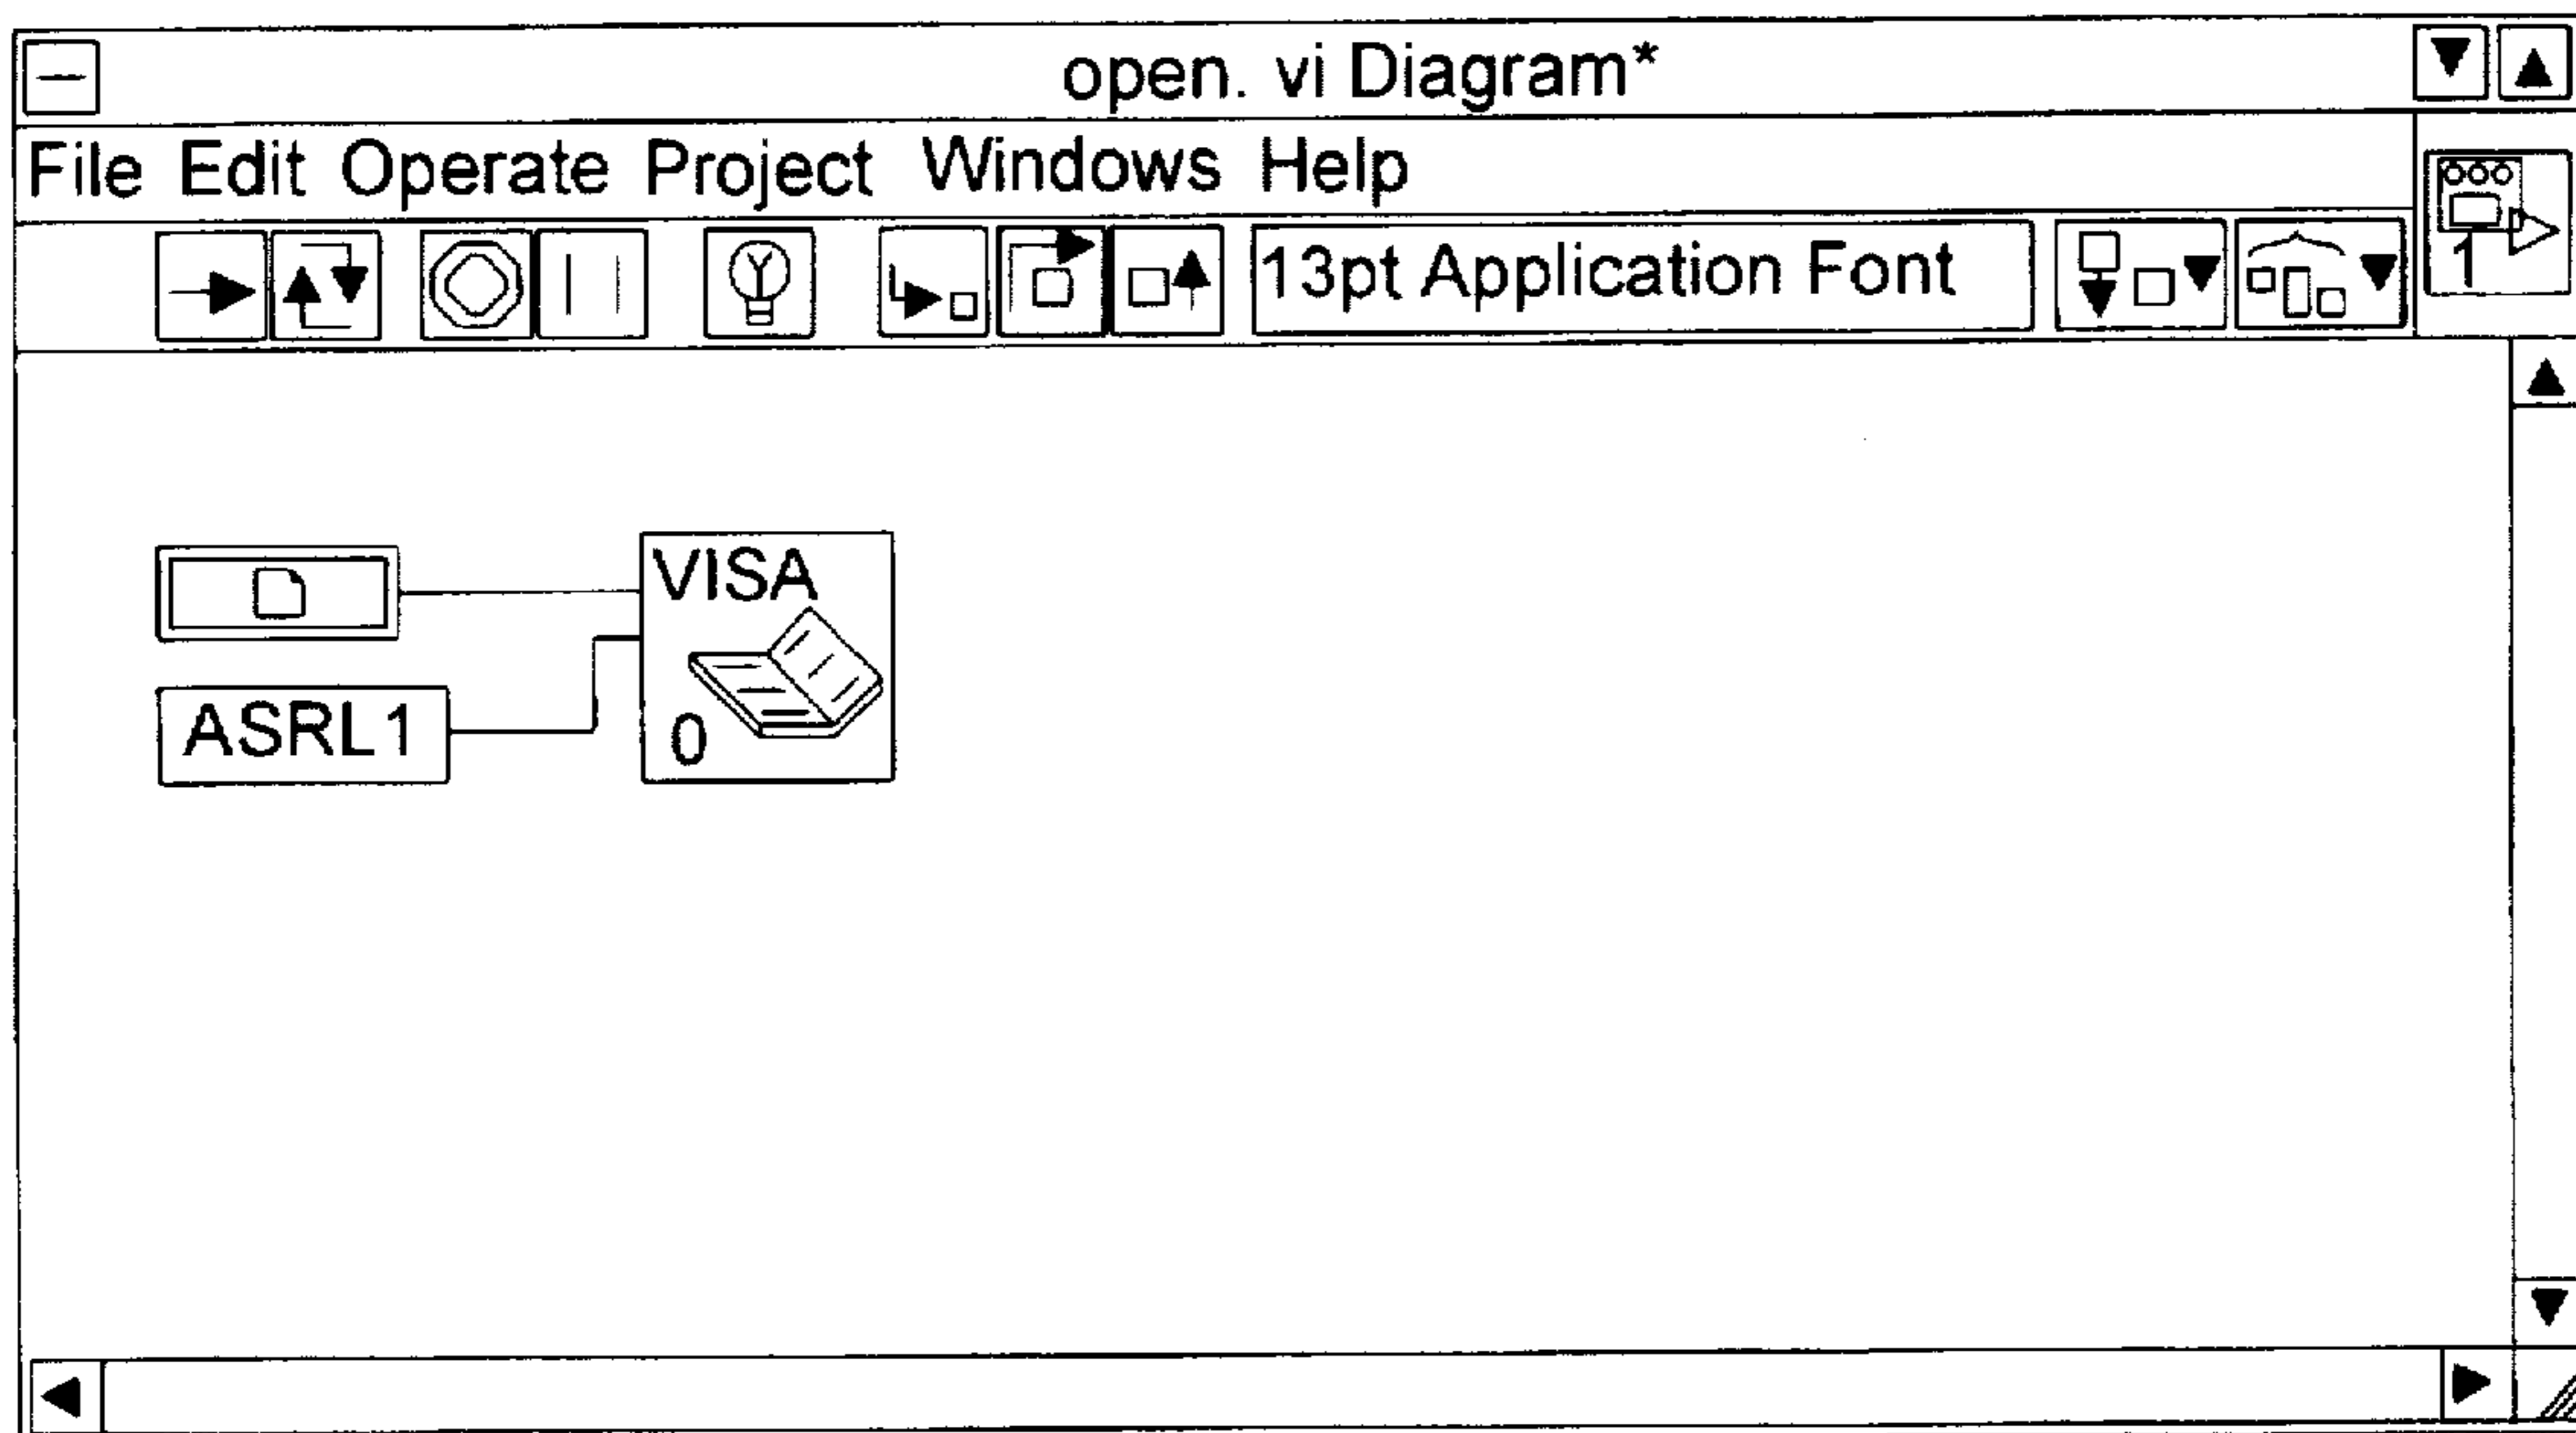 open. vi Diagram*
File Edit Operate Project Windows Help
13pt Application Font
1
VISA
0
ASRL1